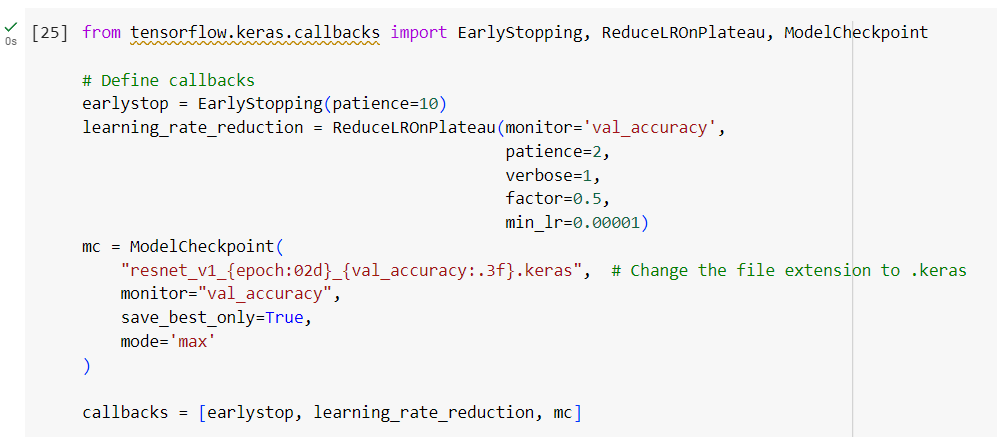 [25] from tensorflow.keras.callbacks import EarlyStopping, ReduceLROnPlateau, ModelCheckpoint
0s
# Define callbacks
earlystop = EarlyStopping(patience=10)
learning_rate_reduction = ReduceLROnPlateau(monitor='val_accuracy',
                                            patience=2,
                                            verbose=1,
                                            factor=0.5,
                                            min_lr=0.00001)
mc = ModelCheckpoint(
    "resnet_v1_{epoch:02d}_{val_accuracy:.3f}.keras",  # Change the file extension to .keras
    monitor="val_accuracy",
    save_best_only=True,
    mode='max'
)
callbacks = [earlystop, learning_rate_reduction, mc]